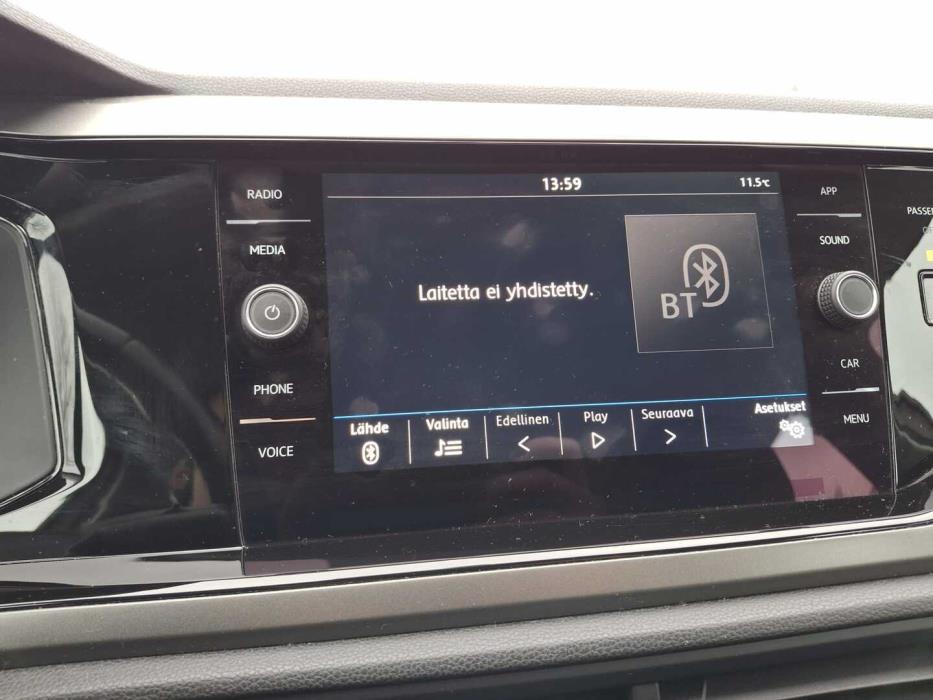 RADIO
MEDIA
PHONE
VOICE
13:59
11.5°C
Laitetta ei yhdistetty.
BT
Lähde
Valinta
Edellinen
Play
Seuraava
Asetukset
APP
SOUND
CAR
MENU